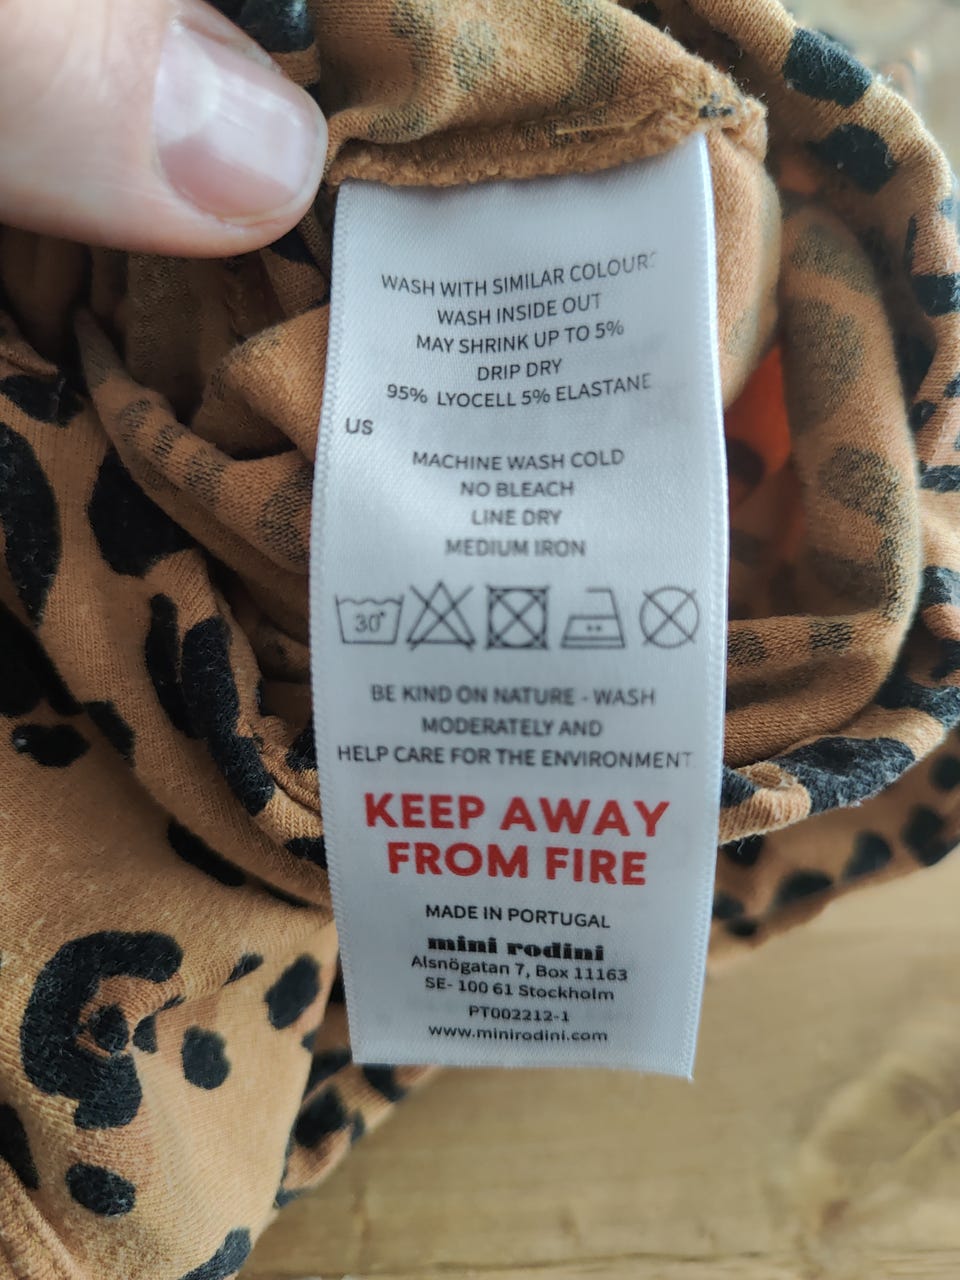 WASH WITH SIMILAR COLOURS
WASH INSIDE OUT
MAY SHRINK UP TO 5%
DRIP DRY
95% LYOCELL 5% ELASTANE
US
MACHINE WASH COLD
NO BLEACH
LINE DRY
MEDIUM IRON
30°
BE KIND ON NATURE - WASH
MODERATELY AND
HELP CARE FOR THE ENVIRONMENT
KEEP AWAY
FROM FIRE
MADE IN PORTUGAL
mini rodini
Alsnögatan 7, Box 11163
SE- 100 61 Stockholm
PT002212-1
www.minirodini.com